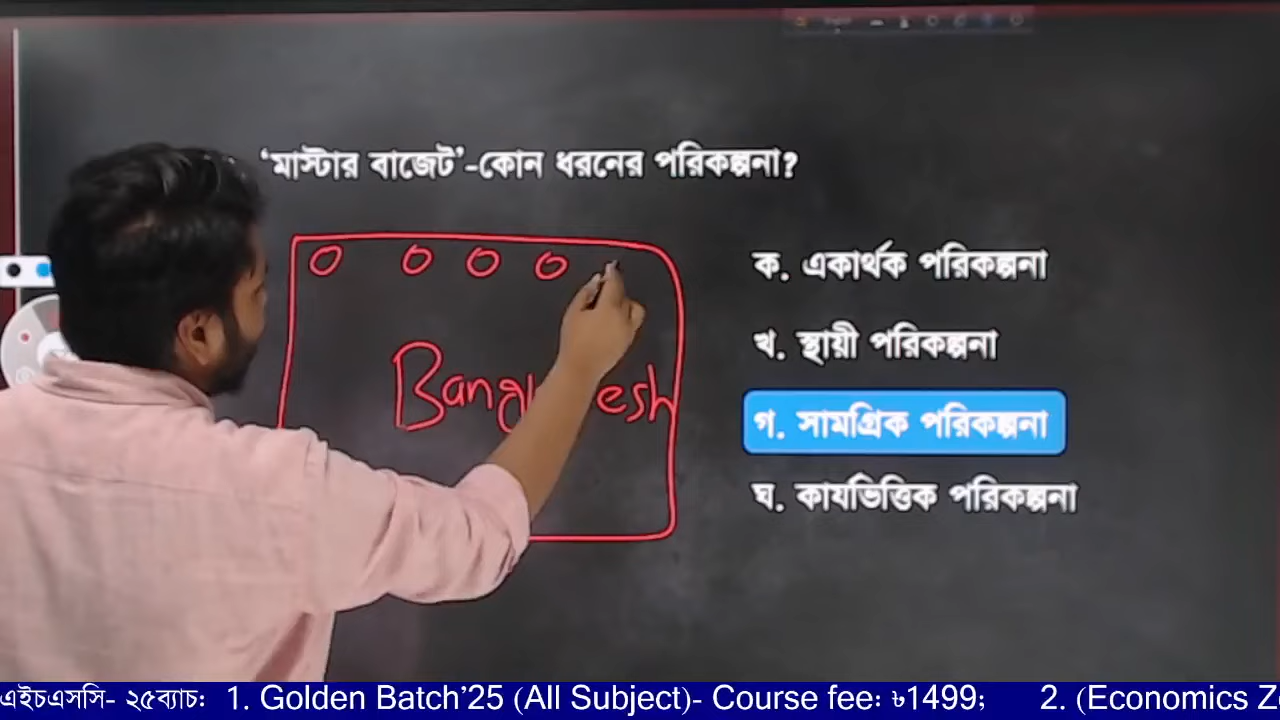 ‘মাস্টার বাজেট’-কোন ধরনের পরিকল্পনা?
ক. একার্থক পরিকল্পনা
খ. স্থায়ী পরিকল্পনা
গ. সামগ্রিক পরিকল্পনা
ঘ. কার্যভিত্তিক পরিকল্পনা
O O O O
এইচএসসি- ২৫ব্যাচঃ 1. Golden Batch’25 (All Subject)- Course fee: ৳1499; 2. (Economics